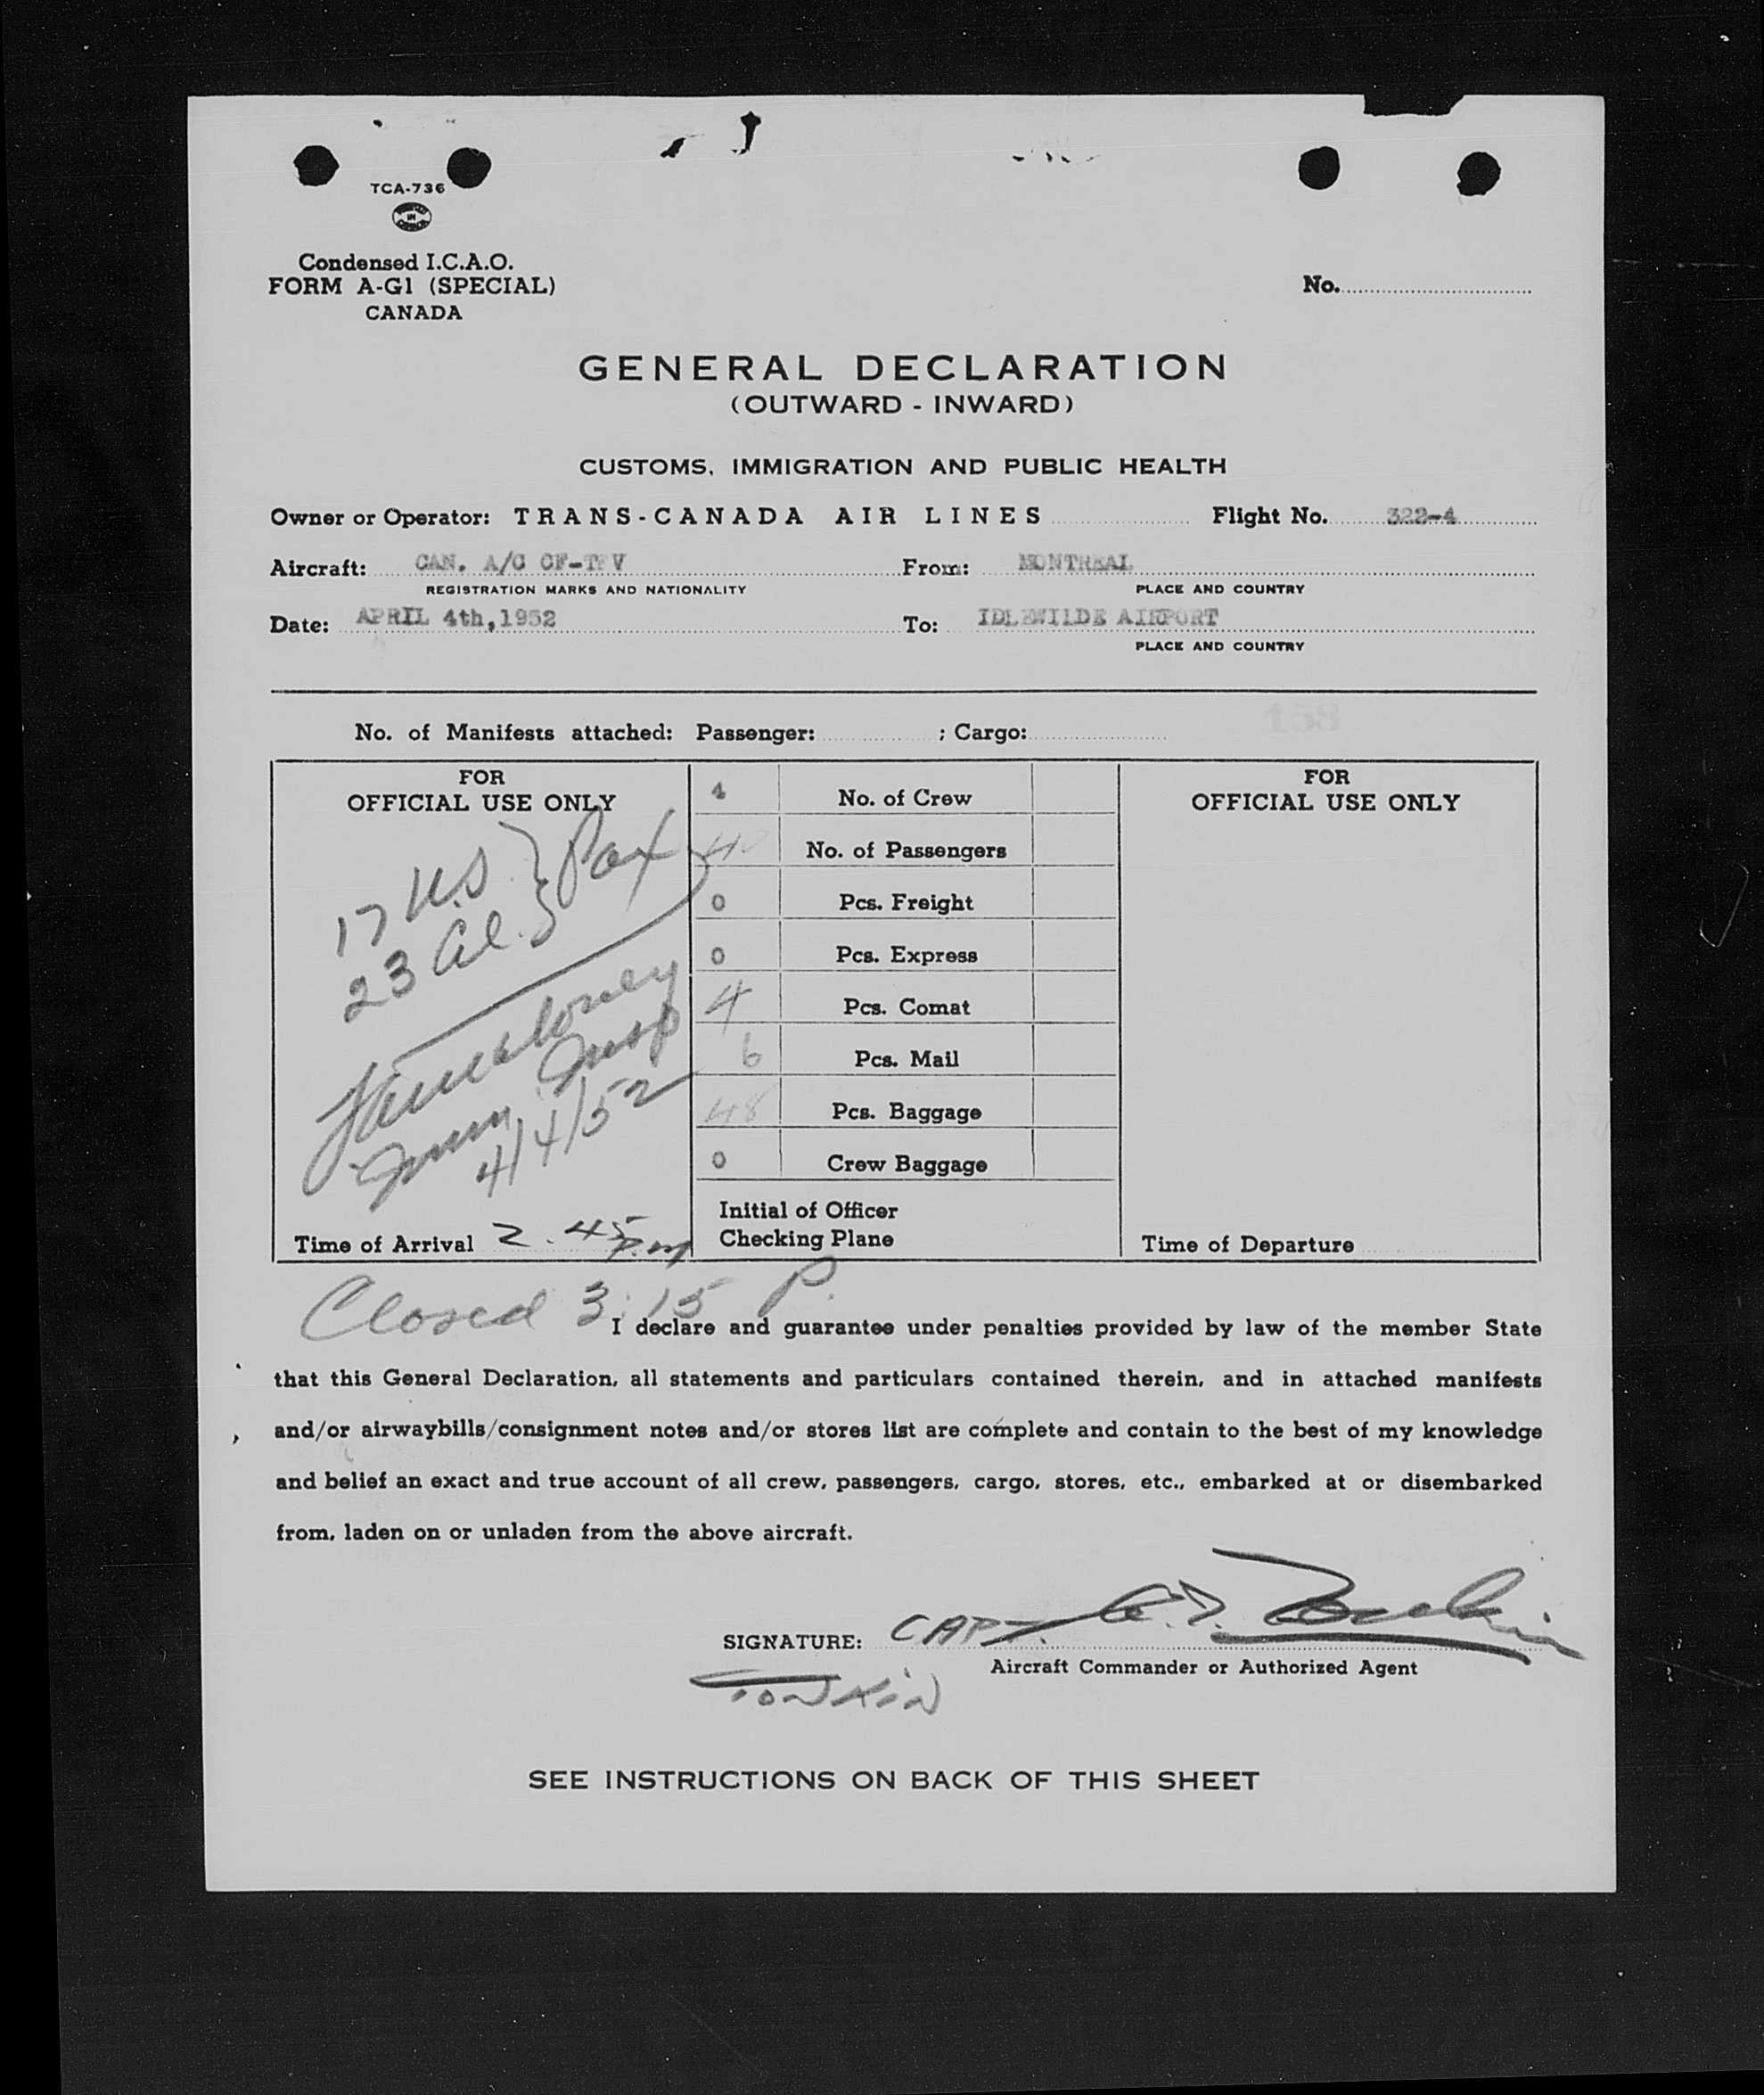 TCA-736
Condensed I.C.A.O.
FORM A-G1 (SPECIAL)
CANADA
No.
GENERAL DECLARATION
(OUTWARD - INWARD)
CUSTOMS, IMMIGRATION AND PUBLIC HEALTH
Owner or Operator: TRANS-CANADA AIR LINES Flight No. 322-4
Aircraft: CAN. A/C From: MONTREAL
REGISTRATION MARKS AND NATIONALITY PLACE AND COUNTRY
Date: APRIL 4th,1952 To: IDLEWILDE AIRPORT
PLACE AND COUNTRY
158
No. of Manifests attached: Passenger: ; Cargo:
FOR
OFFICIAL USE ONLY
17 U.S. } Pax
23 al. }
Imm. Insp
4/4/52
Time of Arrival 2.45 p.m
4 No. of Crew
40 No. of Passengers
0 Pcs. Freight
0 Pcs. Express
4 Pcs. Comat
6 Pcs. Mail
48 Pcs. Baggage
0 Crew Baggage
Initial of Officer
Checking Plane
FOR
OFFICIAL USE ONLY
Time of Departure
Closed 3:15 P.
I declare and guarantee under penalties provided by law of the member State
that this General Declaration, all statements and particulars contained therein, and in attached manifests
and/or airwaybills/consignment notes and/or stores list are complete and contain to the best of my knowledge
and belief an exact and true account of all crew, passengers, cargo, stores, etc., embarked at or disembarked
from, laden on or unladen from the above aircraft.
SIGNATURE: CAPT.
Aircraft Commander or Authorized Agent
TONKIN
SEE INSTRUCTIONS ON BACK OF THIS SHEET